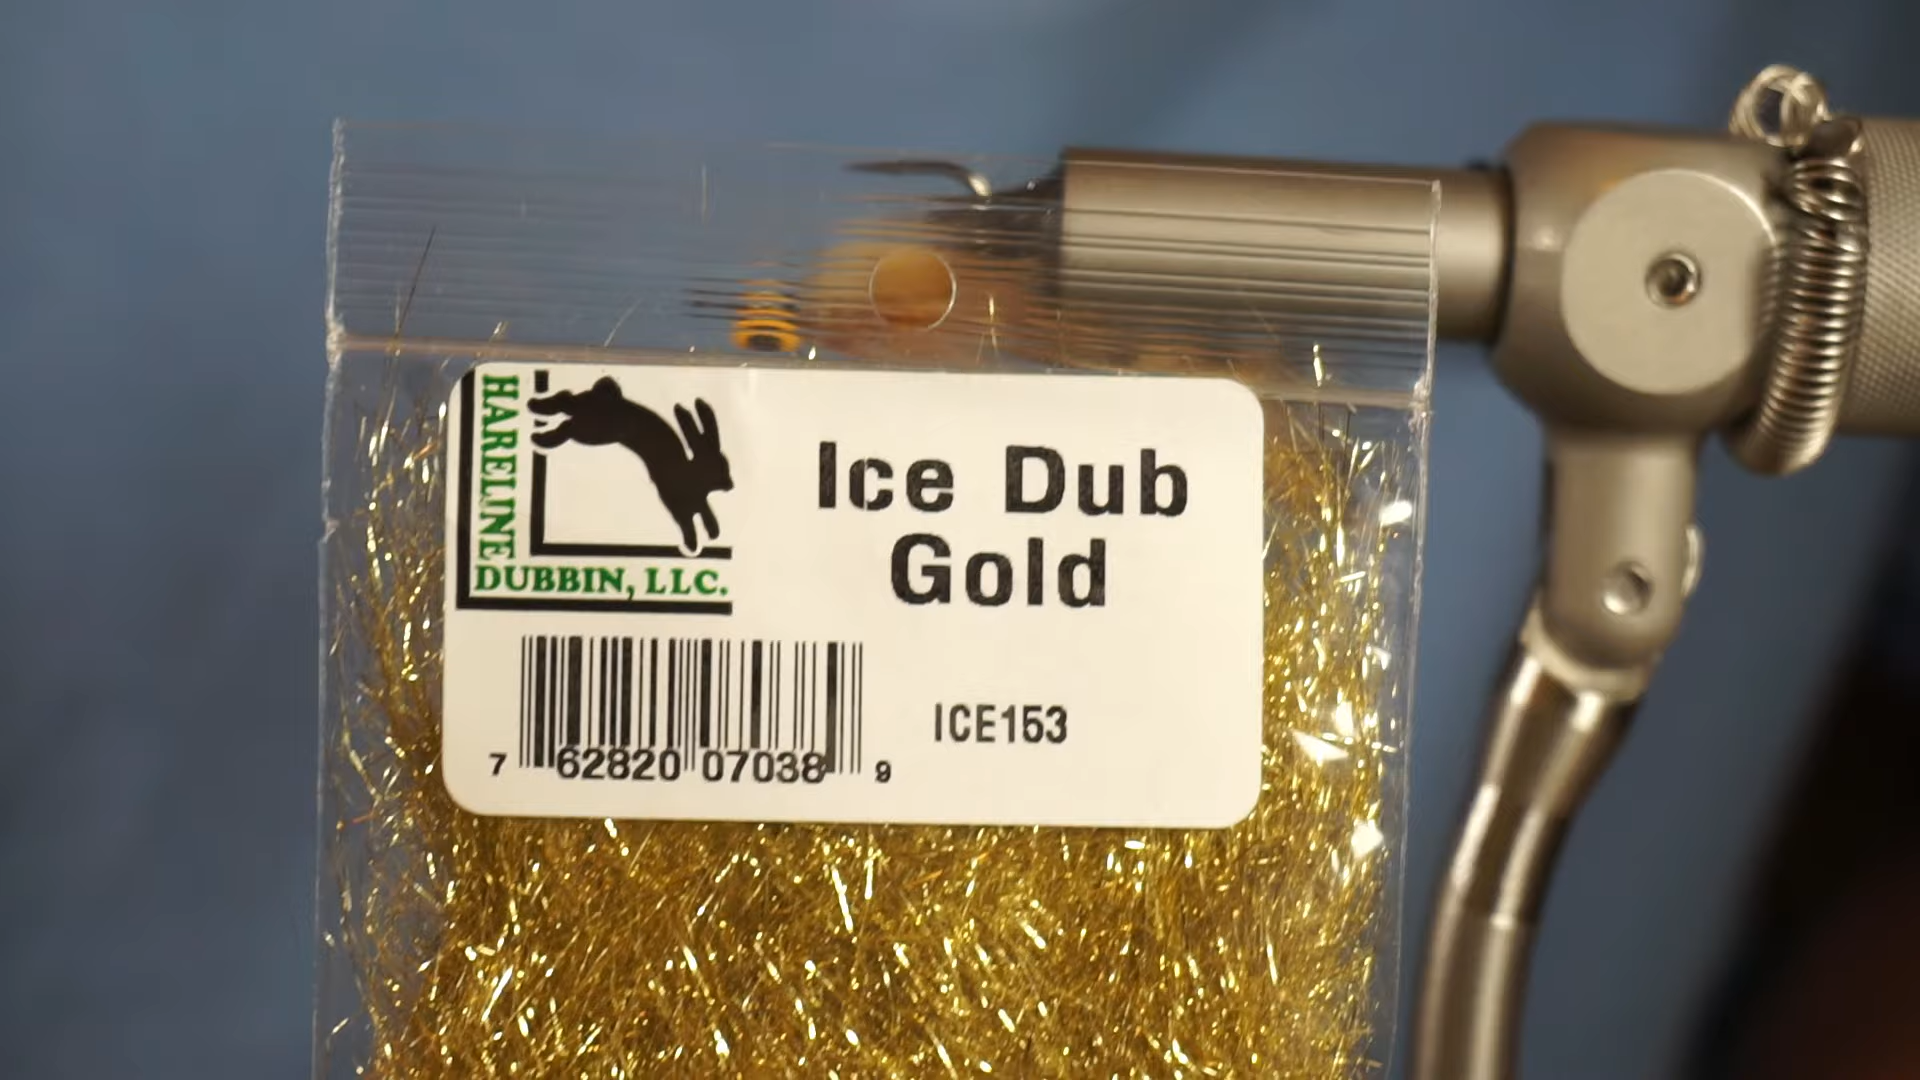 HARELINE
DUBBIN, LLC.
Ice Dub
Gold
ICE153
7 62820 07038 9